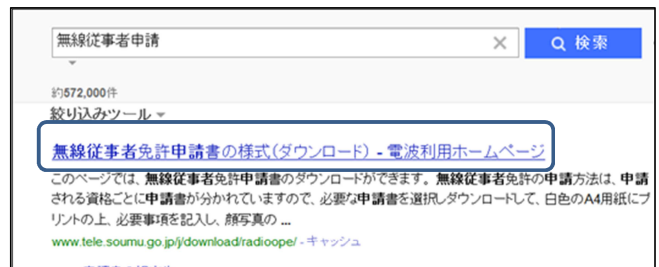 無線従事者申請 ×
検索
約572,000件
絞り込みツール
無線従事者免許申請書の様式(ダウンロード) - 電波利用ホームページ
このページでは、無線従事者免許申請書のダウンロードができます。無線従事者免許の申請方法は、申請
される資格ごとに申請書が分かれていますので、必要な申請書を選択しダウンロードして、白色のA4用紙にプ
リントの上、必要事項を記入し、顔写真の ...
www.tele.soumu.go.jp/j/download/radioope/ - キャッシュ